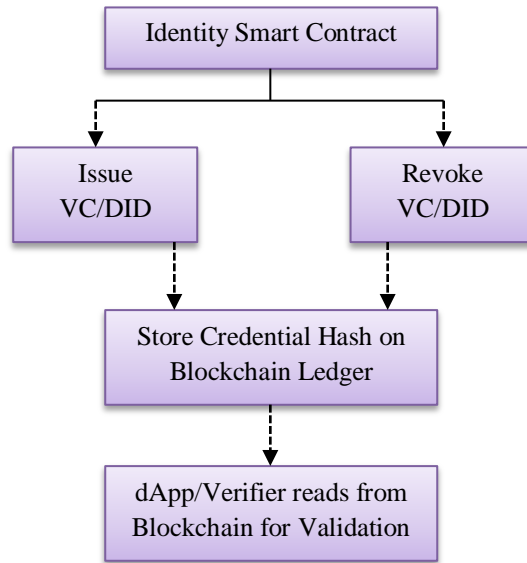 Identity Smart Contract
Issue
VC/DID
Revoke
VC/DID
Store Credential Hash on
Blockchain Ledger
dApp/Verifier reads from
Blockchain for Validation